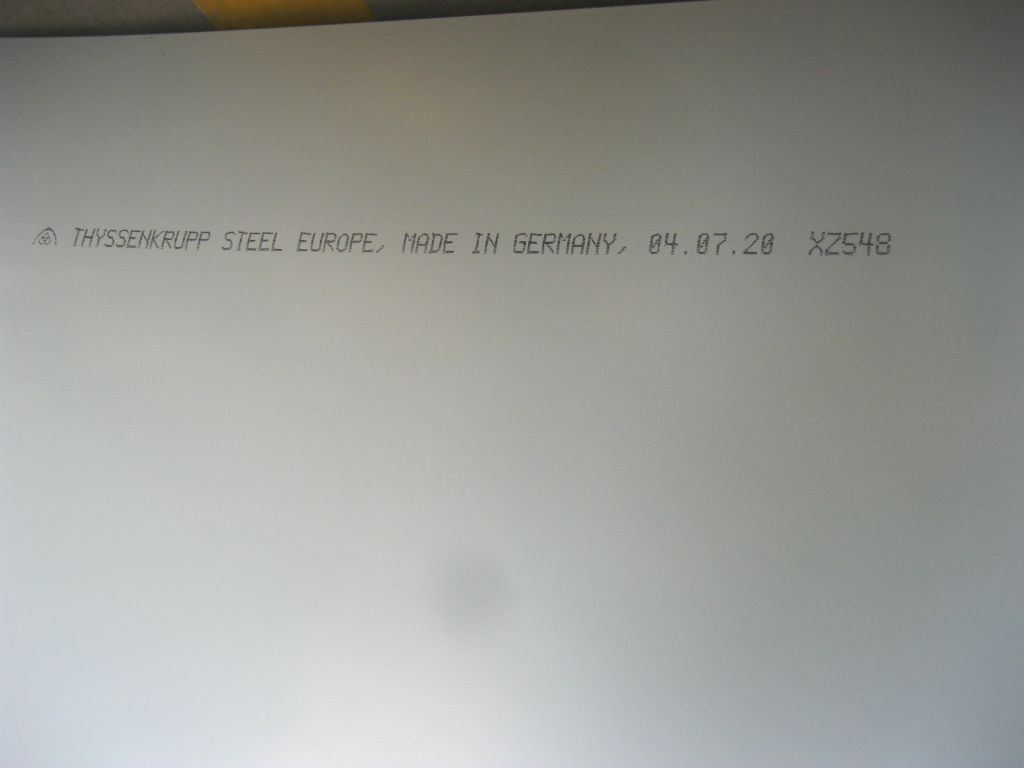 THYSSENKRUPP STEEL EUROPE, MADE IN GERMANY, 04.07.20 XZ548